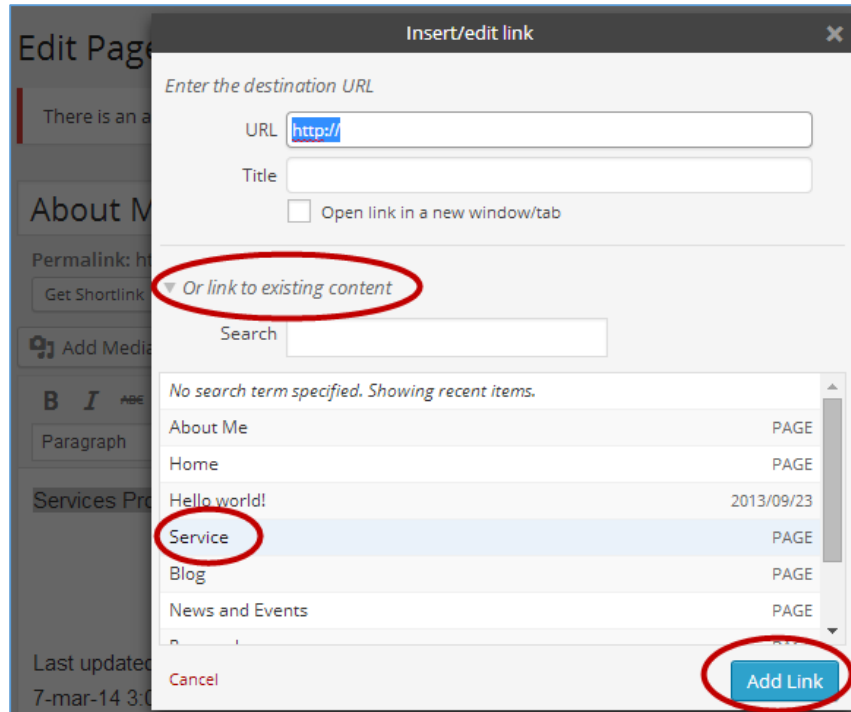 Insert/edit link
Edit Page
Enter the destination URL
There is an a
URL http://
Title
Open link in a new window/tab
About M
Permalink: ht
Or link to existing content
Get Shortlink
Search
Add Media
No search term specified. Showing recent items.
B I ABC
About Me PAGE
Paragraph
Home PAGE
Hello world! 2013/09/23
Services Pro
Service PAGE
Blog PAGE
News and Events PAGE
Last updated
Cancel
Add Link
7-mar-14 3:0